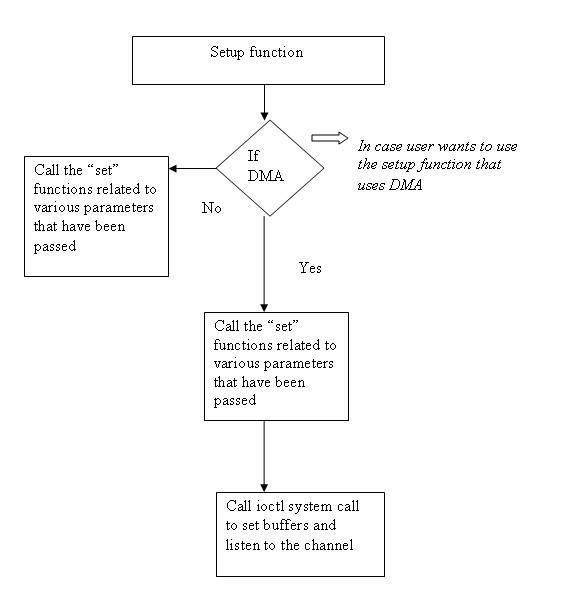 Setup function
If
DMA
In case user wants to use
the setup function that
uses DMA
Call the “set”
functions related to
various parameters
that have been
passed
No
Yes
Call the “set”
functions related to
various parameters
that have been
passed
Call ioctl system call
to set buffers and
listen to the channel